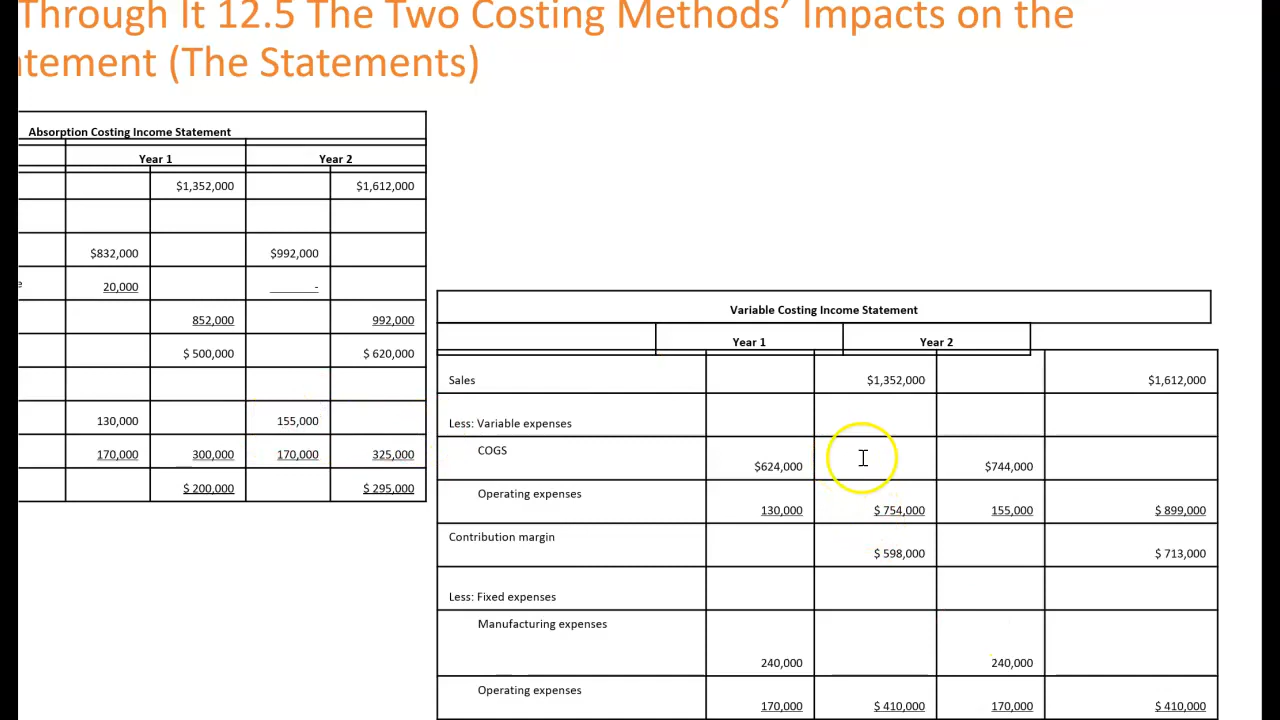 Through It 12.5 The Two Costing Methods' Impacts on the
tement (The Statements)
Absorption Costing Income Statement
Year 1 Year 2
$1,352,000 $1,612,000
$832,000 $992,000
e 20,000 -
852,000 992,000
$ 500,000 $ 620,000
130,000 155,000
170,000 300,000 170,000 325,000
$ 200,000 $ 295,000
Variable Costing Income Statement
Year 1 Year 2
Sales $1,352,000 $1,612,000
Less: Variable expenses
COGS $624,000 $744,000
Operating expenses 130,000 $ 754,000 155,000 $ 899,000
Contribution margin $ 598,000 $ 713,000
Less: Fixed expenses
Manufacturing expenses 240,000 240,000
Operating expenses 170,000 $ 410,000 170,000 $ 410,000